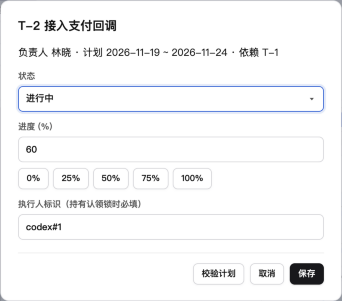 T-2 接入支付回调
负责人 林晓 · 计划 2026-11-19 ~ 2026-11-24 · 依赖 T-1
状态
进行中
进度 (%)
60
0% 25% 50% 75% 100%
执行人标识（持有认领锁时必填）
codex#1
校验计划 取消 保存